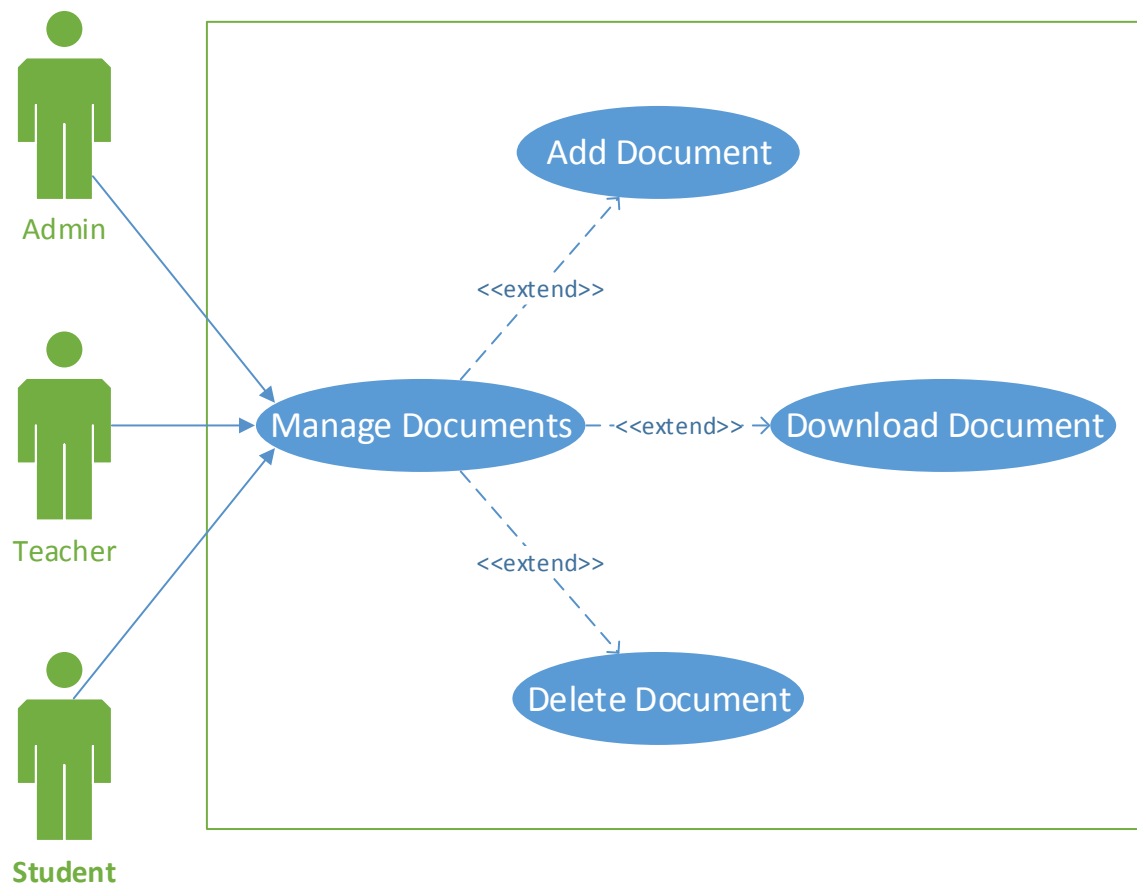 Add Document
Admin
<<extend>>
Manage Documents
<<extend>>
Download Document
Teacher
<<extend>>
Delete Document
Student